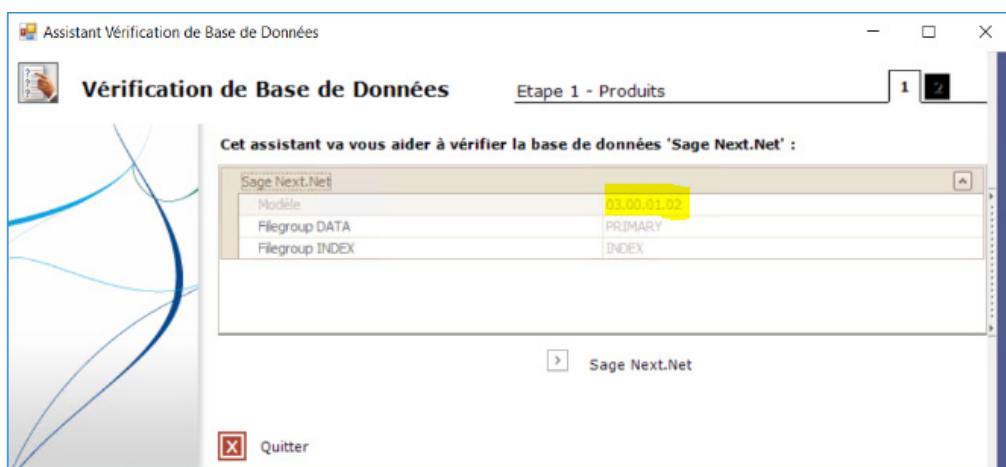 Assistant Vérification de Base de Données
Vérification de Base de Données
Etape 1 - Produits
1 2
Cet assistant va vous aider à vérifier la base de données 'Sage Next.Net' :
Sage Next.Net
Modèle 03.00.01.02
Filegroup DATA PRIMARY
Filegroup INDEX INDEX
Sage Next.Net
Quitter